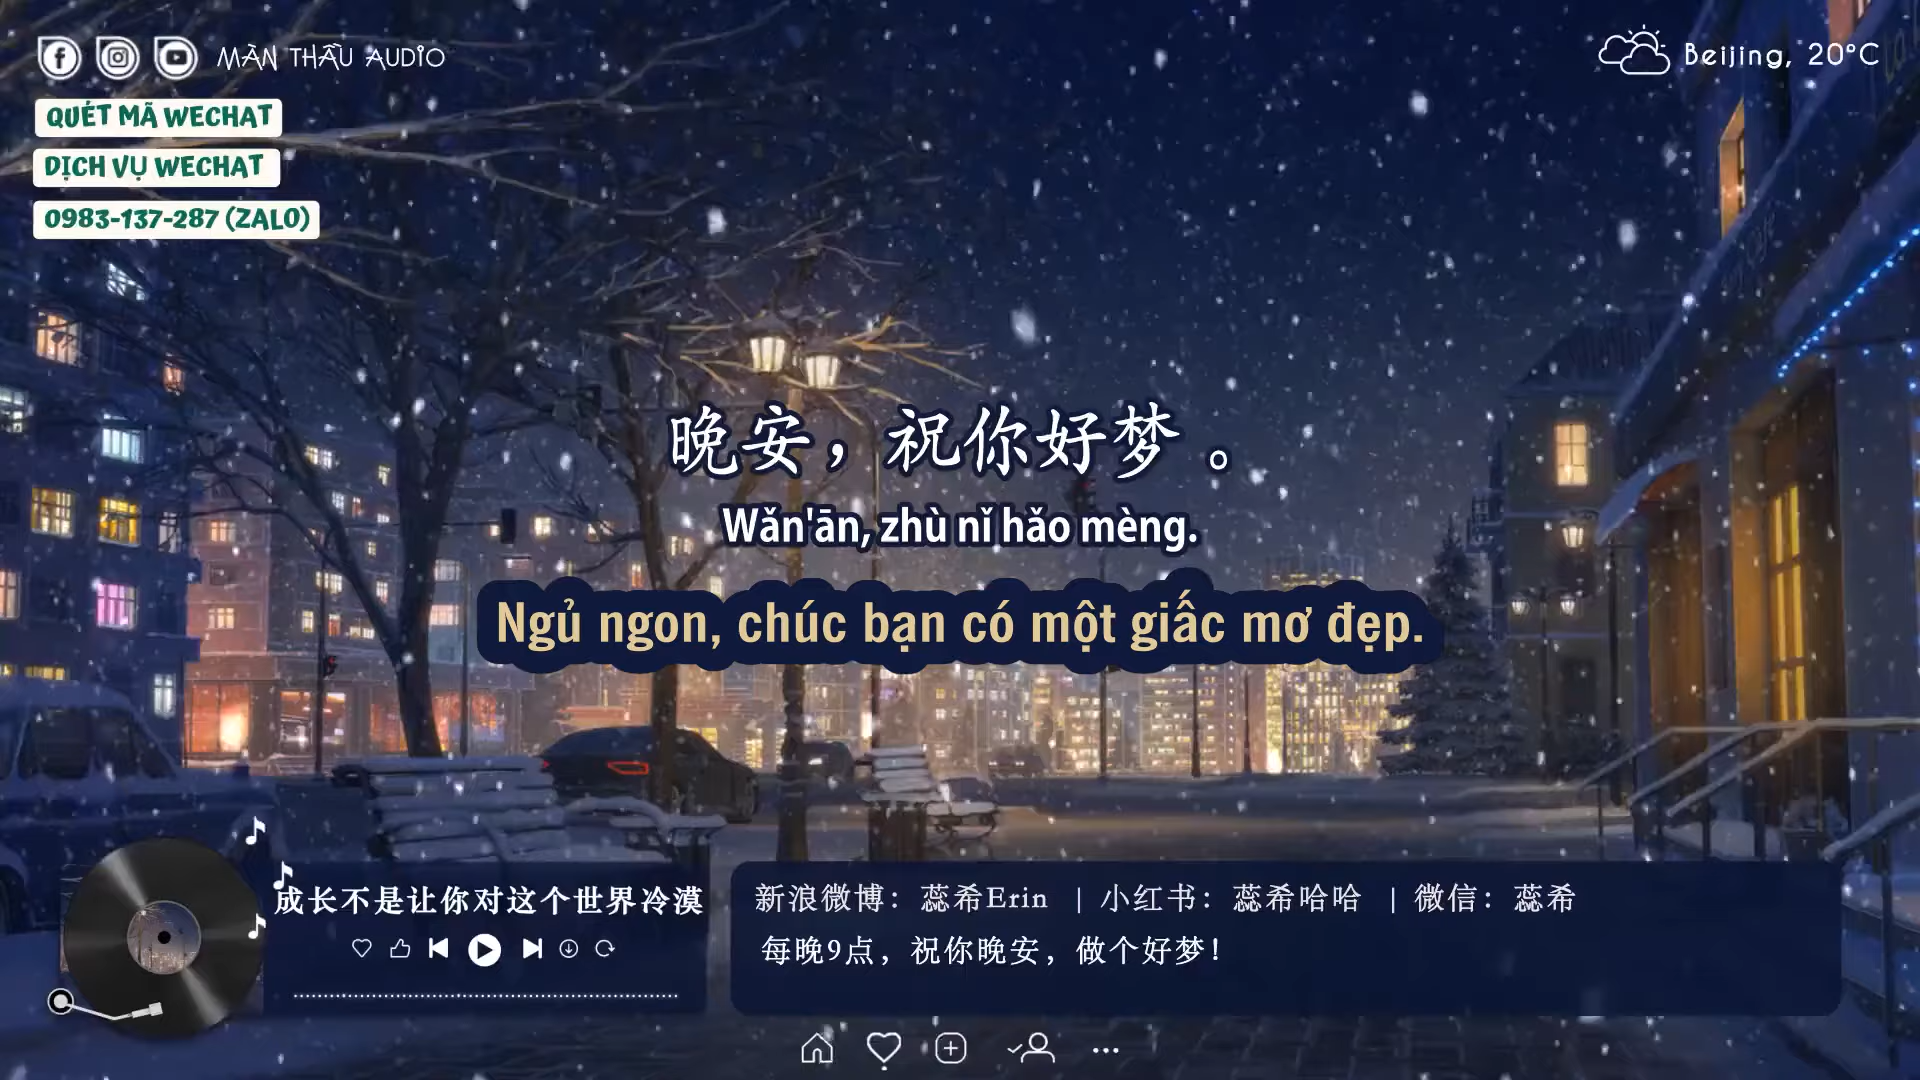 MÀN THẦU AUDIO
Beijing, 20°C
QUÉT MÃ WECHAT
DỊCH VỤ WECHAT
0983-137-287 (ZALO)
晚安，祝你好梦 。
Wǎn'ān, zhù nǐ hǎo mèng.
Ngủ ngon, chúc bạn có một giấc mơ đẹp.
成长不是让你对这个世界冷漠
新浪微博：蕊希Erin | 小红书：蕊希哈哈 | 微信：蕊希
每晚9点，祝你晚安，做个好梦！